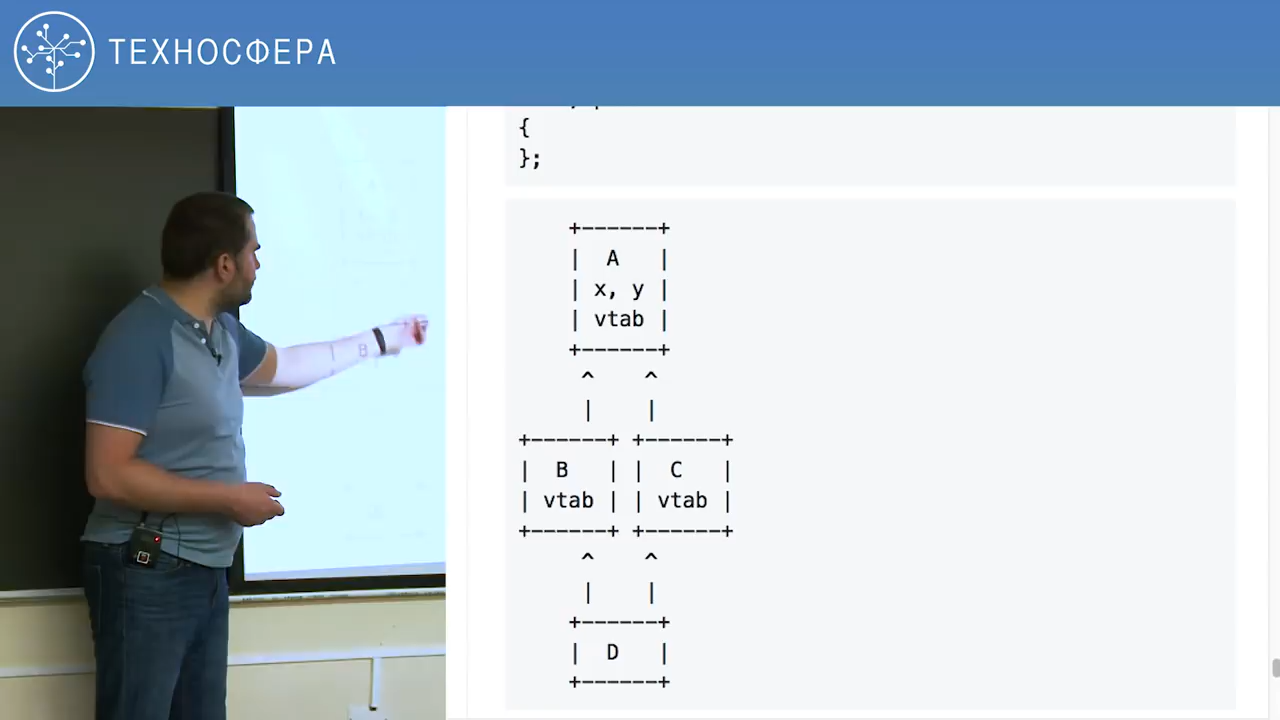 ТЕХНОСФЕРА
{
};
+------+
|  A   |
| x, y |
| vtab |
+------+
^    ^
|    |
+------+ +------+
|  B   | |  C   |
| vtab | | vtab |
+------+ +------+
^    ^
|    |
+------+
|  D   |
+------+